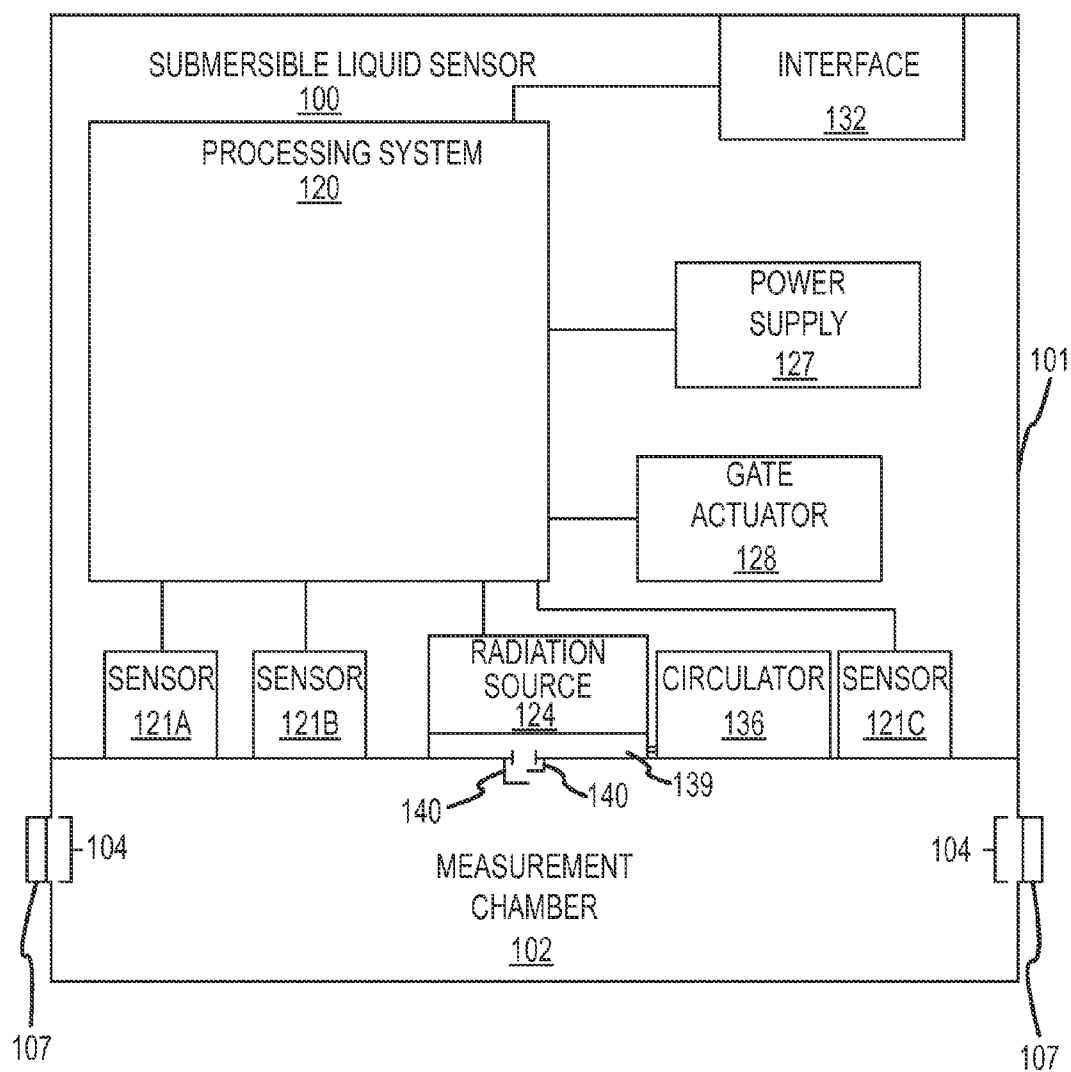 SUBMERSIBLE LIQUID SENSOR
100
INTERFACE
132
PROCESSING SYSTEM
120
POWER
SUPPLY
127
101
GATE
ACTUATOR
128
SENSOR
121A
SENSOR
121B
RADIATION
SOURCE
124
CIRCULATOR
136
SENSOR
121C
140
140
139
104
104
MEASUREMENT
CHAMBER
102
107
107